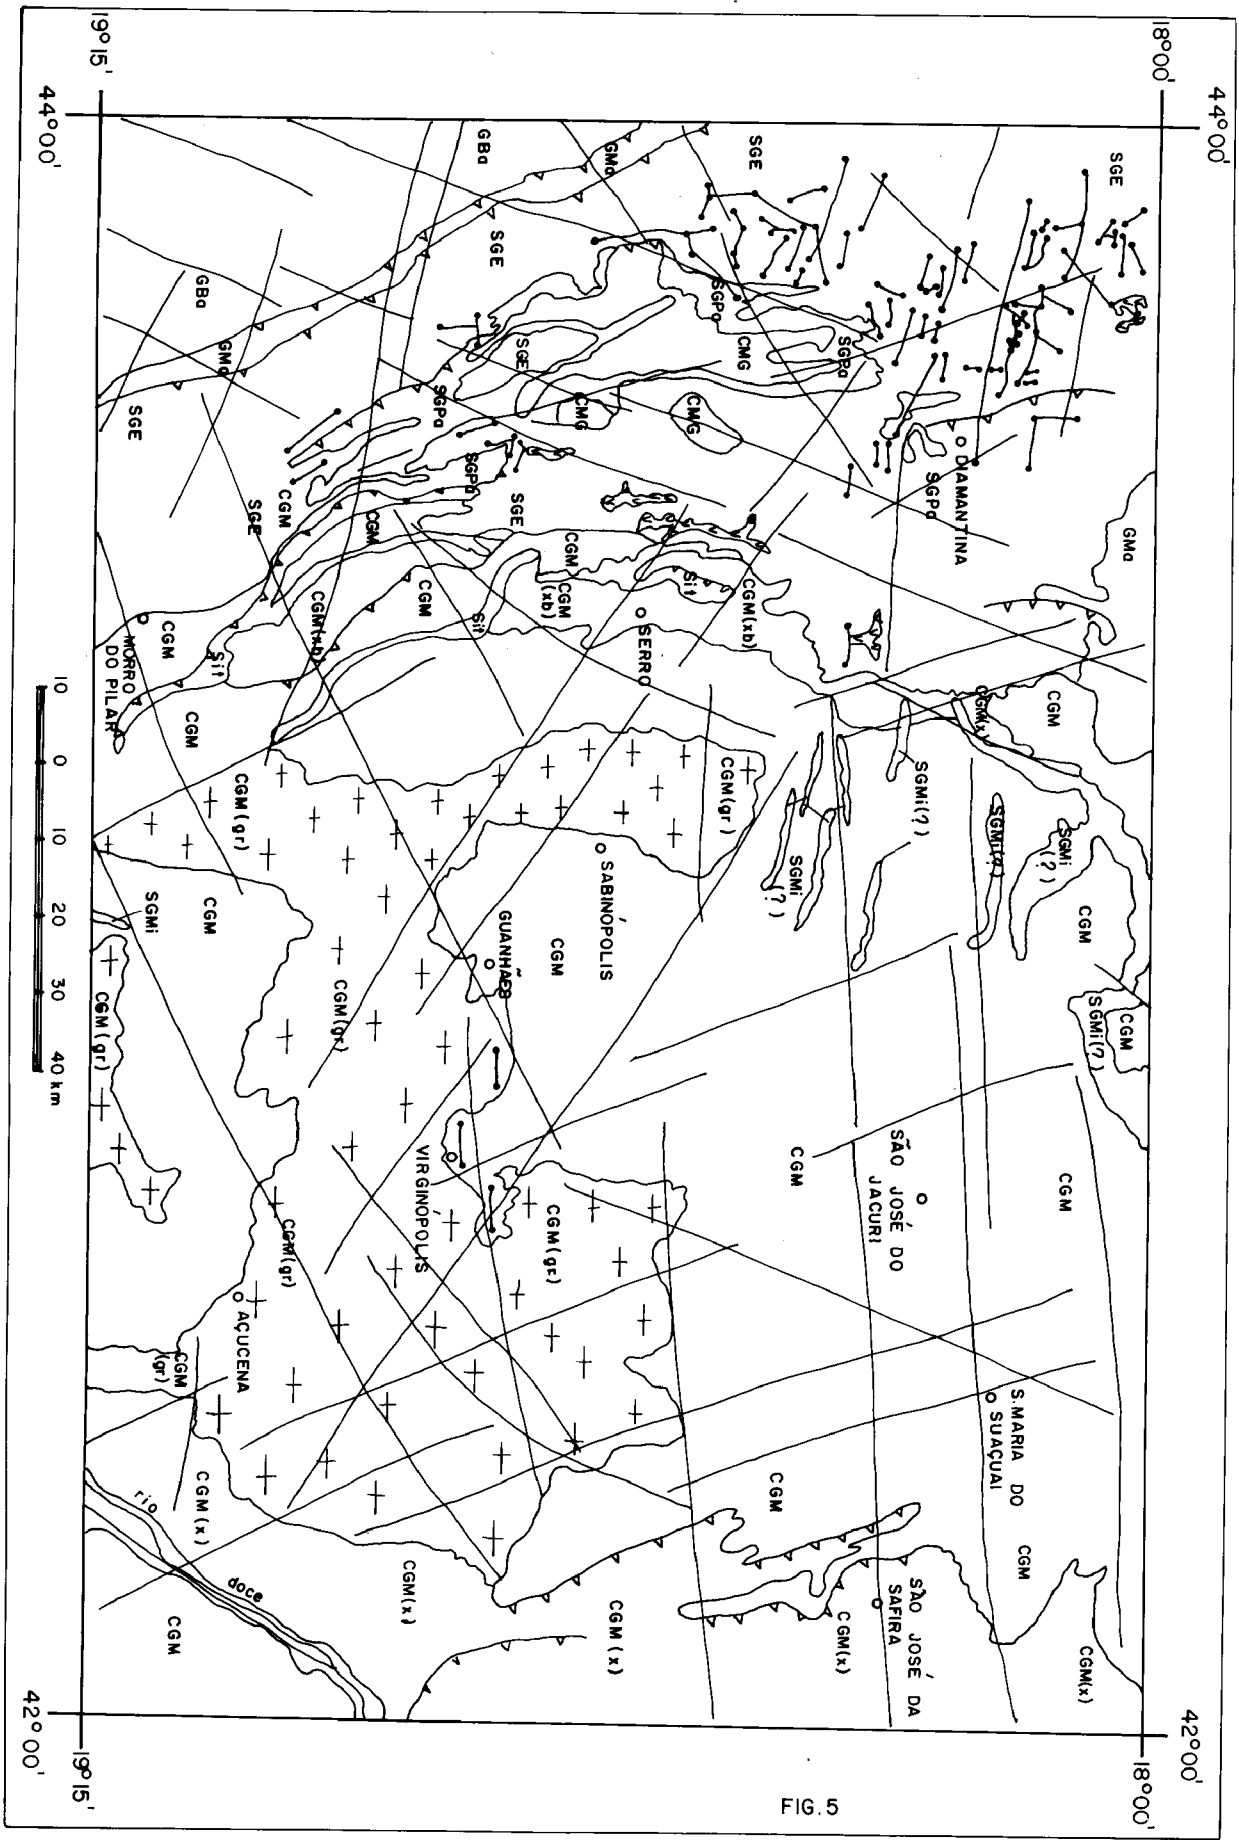 44°00'
18°00'
42°00'
18°00'
44°00'
19°15'
42°00'
19°15'
SGE
GMa
CGM
CGM(x)
SGMi
(?)
SGMi(?)
CGM
SGMi(?)
CGM
CGM
CGM
CGM(x)
DIAMANTINA
SGPa
SGMi(?)
SGMi
(?)
SÃO JOSÉ DO
JACURI
S. MARIA DO
SUAÇUAI
SÃO JOSÉ DA
SAFIRA
CGM(x)
SGE
SGPa
SGPa
CMG
CMG
CGM(xb)
Sit
CGM(gr)
CGM
CGM
GMa
SERRO
SABINÓPOLIS
CGM
CGM(gr)
CGM(x)
CMG
CGM
CGM
(xb)
SGE
SGE
SGE
GBa
SGPa
SGPa
Sit
GUANHÃES
VIRGINÓPOLIS
CGM
CGM
CGM(xb)
CGM(gr)
CGM(gr)
CGM(x)
GBa
GMa
SGE
CGM
Sit
CGM(gr)
AÇUCENA
doce
SGE
CGM
CGM
CGM
CGM
(gr)
CGM(x)
rio
CGM
MORRO
DO PILAR
SGMi
CGM(gr)
10 0 10 20 30 40 km
FIG. 5